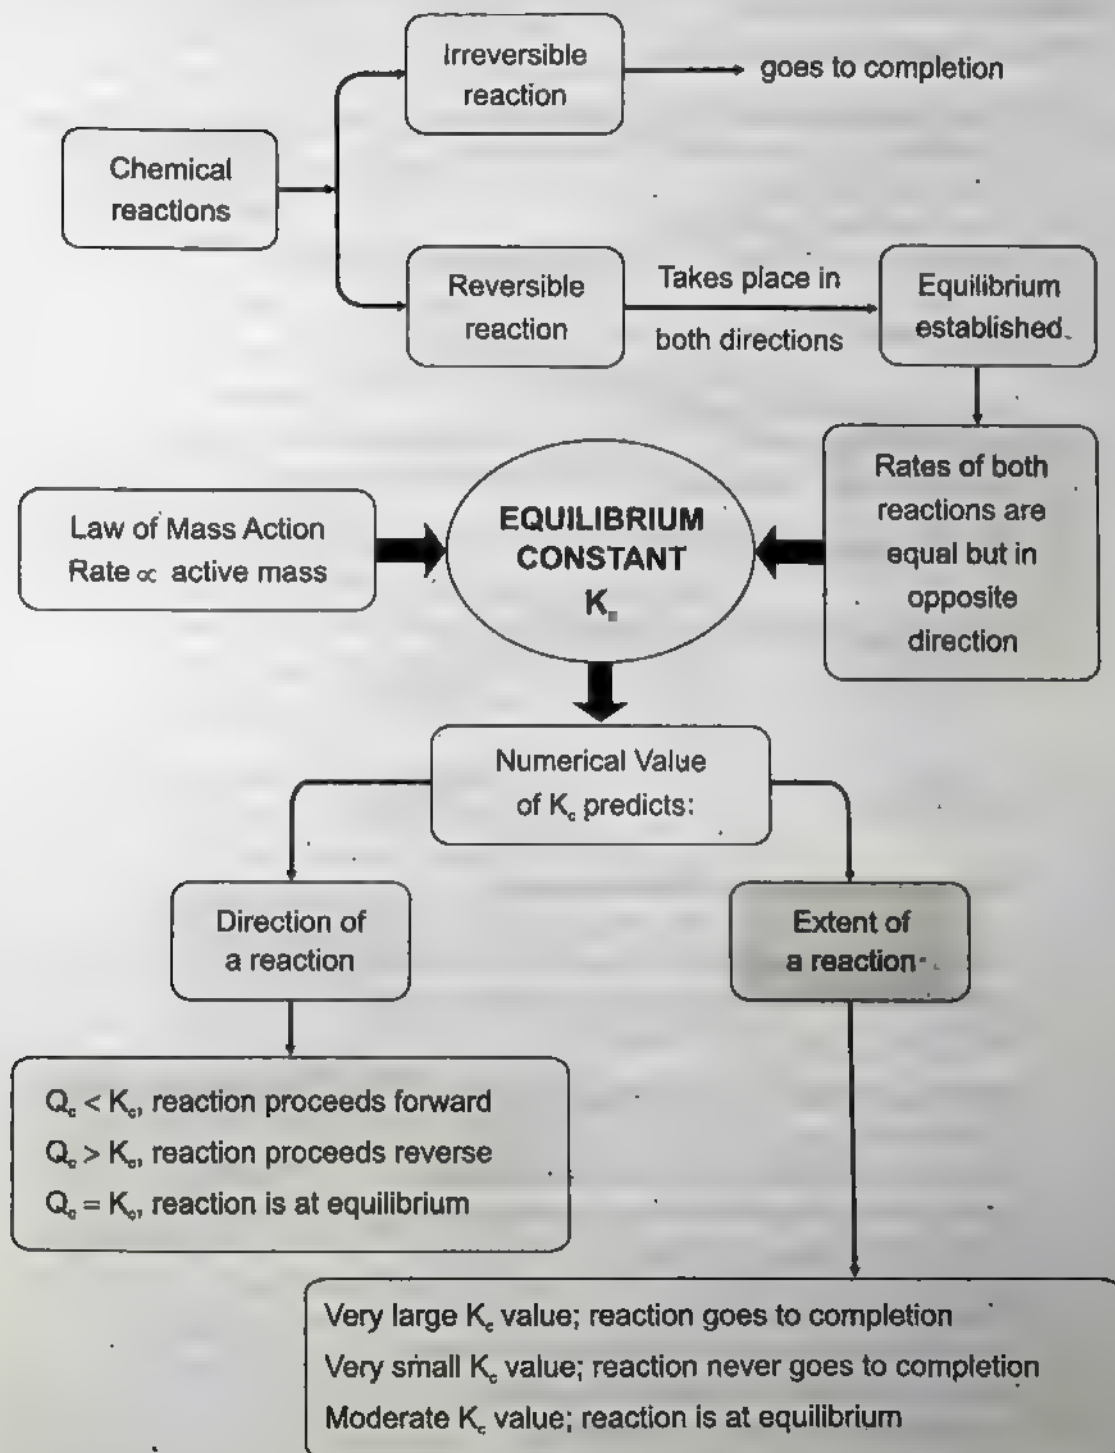 Irreversible
reaction
goes to completion
Chemical
reactions
Reversible
reaction
Takes place in
both directions
Equilibrium
established
Rates of both
reactions are
equal but in
opposite
direction
Law of Mass Action
Rate ∝ active mass
EQUILIBRIUM
CONSTANT
K
Numerical Value
of Kc predicts:
Direction of
a reaction
Extent of
a reaction
Qc < Kc, reaction proceeds forward
Qc > Kc, reaction proceeds reverse
Qc = Kc, reaction is at equilibrium
Very large Kc value; reaction goes to completion
Very small Kc value; reaction never goes to completion
Moderate Kc value; reaction is at equilibrium